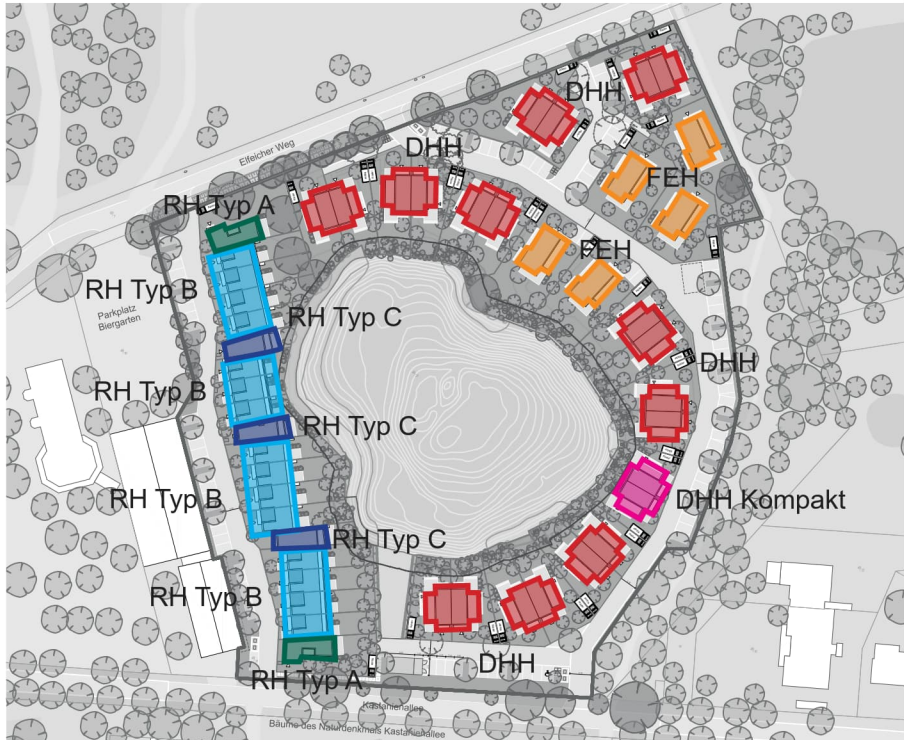 DHH
Elfeicher Weg
DHH
FEH
RH Typ A
FEH
RH Typ B
Parkplatz
Biergarten
RH Typ C
DHH
RH Typ B
RH Typ C
RH Typ B
DHH Kompakt
RH Typ C
RH Typ B
DHH
RH Typ A
Kastanienallee
Bäume des Naturdenkmals Kastanienallee